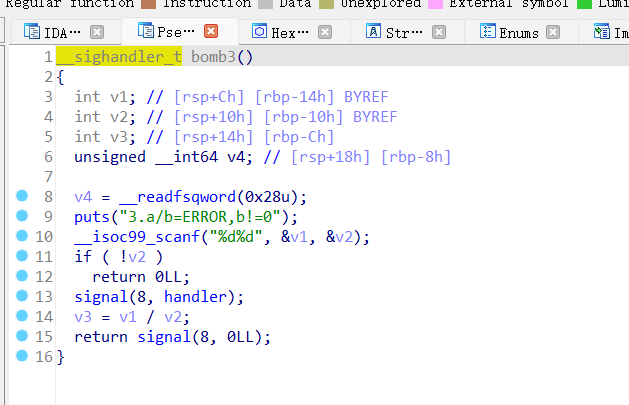 Regular function Instruction Data Unexplored External symbol Lumi
IDA··· Pse··· Hex··· Str··· Enums Im
1 __sighandler_t bomb3()
2 {
3 int v1; // [rsp+Ch] [rbp-14h] BYREF
4 int v2; // [rsp+10h] [rbp-10h] BYREF
5 int v3; // [rsp+14h] [rbp-Ch]
6 unsigned __int64 v4; // [rsp+18h] [rbp-8h]
7
8 v4 = __readfsqword(0x28u);
9 puts("3.a/b=ERROR,b!=0");
10 __isoc99_scanf("%d%d", &v1, &v2);
11 if ( !v2 )
12 return 0LL;
13 signal(8, handler);
14 v3 = v1 / v2;
15 return signal(8, 0LL);
16 }